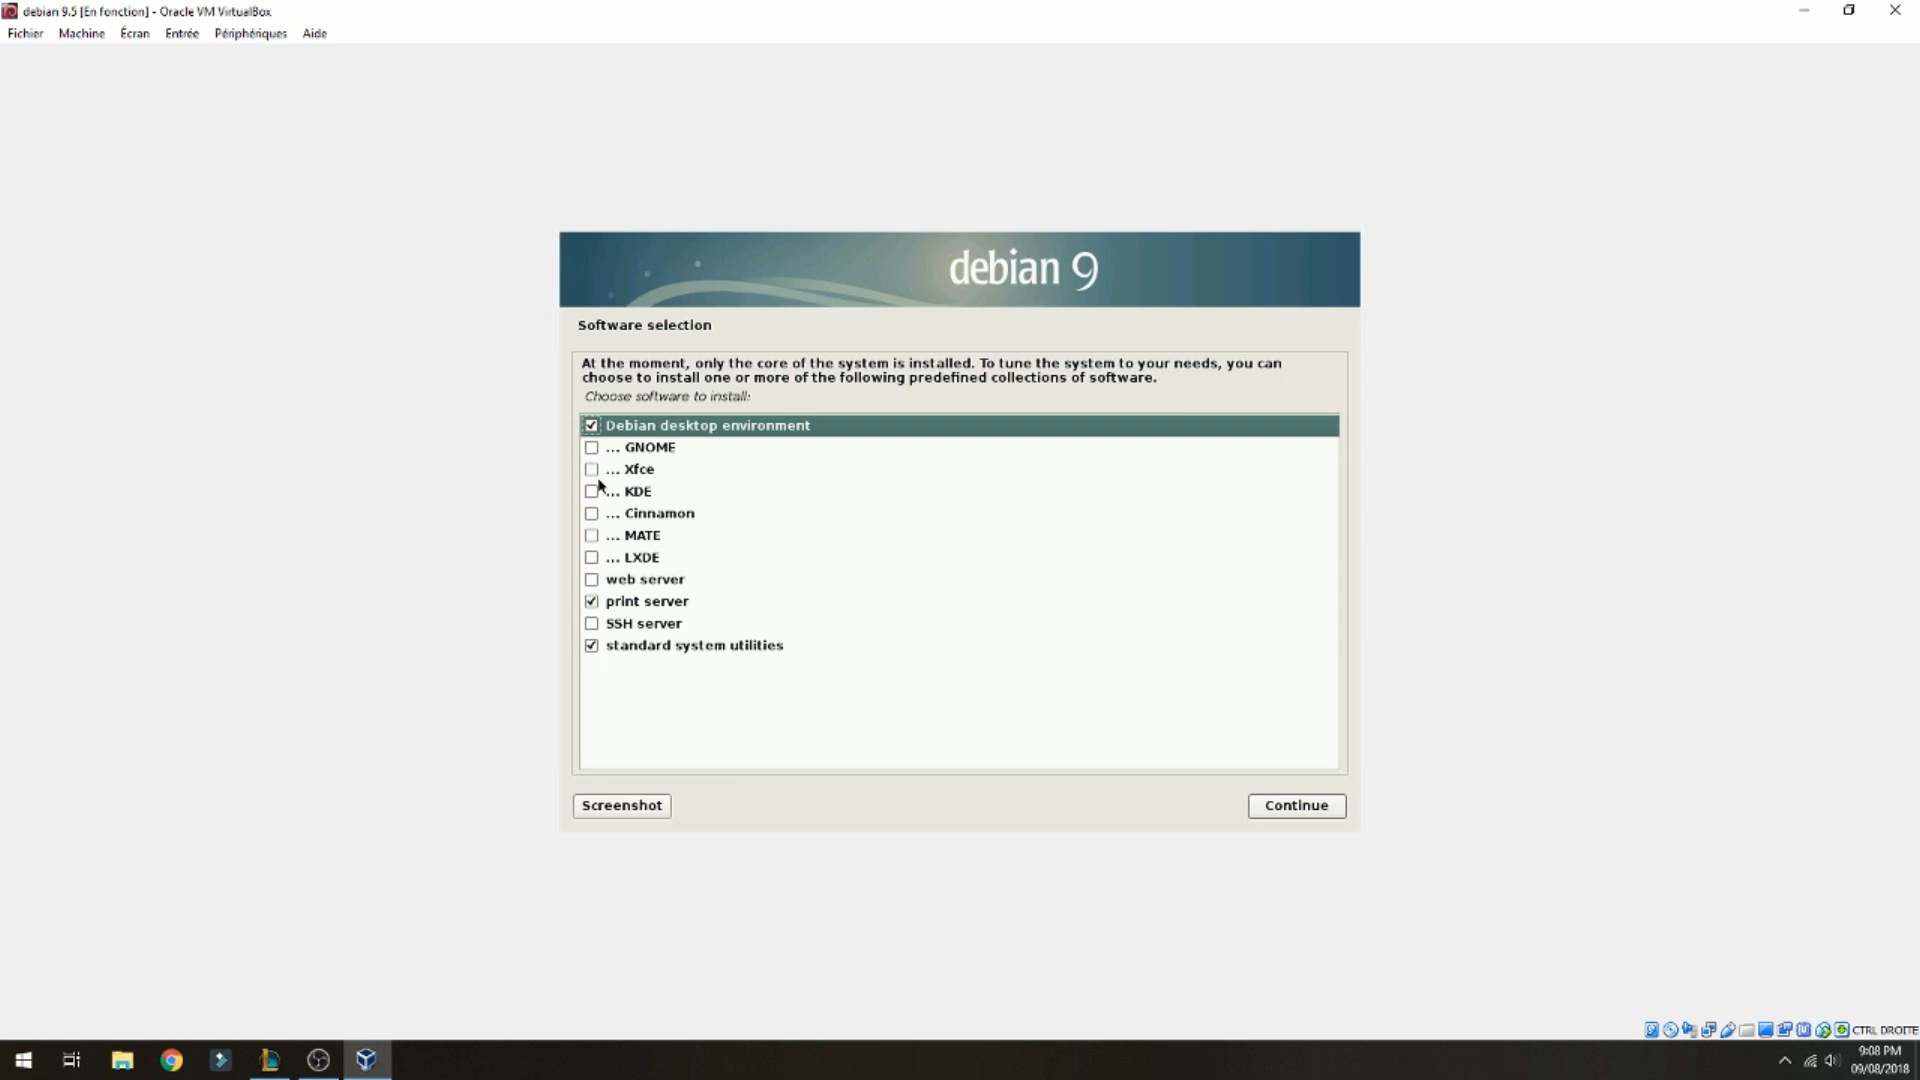 debian 9.5 [En fonction] - Oracle VM VirtualBox
Fichier Machine Écran Entrée Périphériques Aide
debian 9
Software selection
At the moment, only the core of the system is installed. To tune the system to your needs, you can
choose to install one or more of the following predefined collections of software.
Choose software to install:
Debian desktop environment
... GNOME
... Xfce
... KDE
... Cinnamon
... MATE
... LXDE
web server
print server
SSH server
standard system utilities
Screenshot
Continue
CTRL DROITE
9:08 PM
09/08/2018